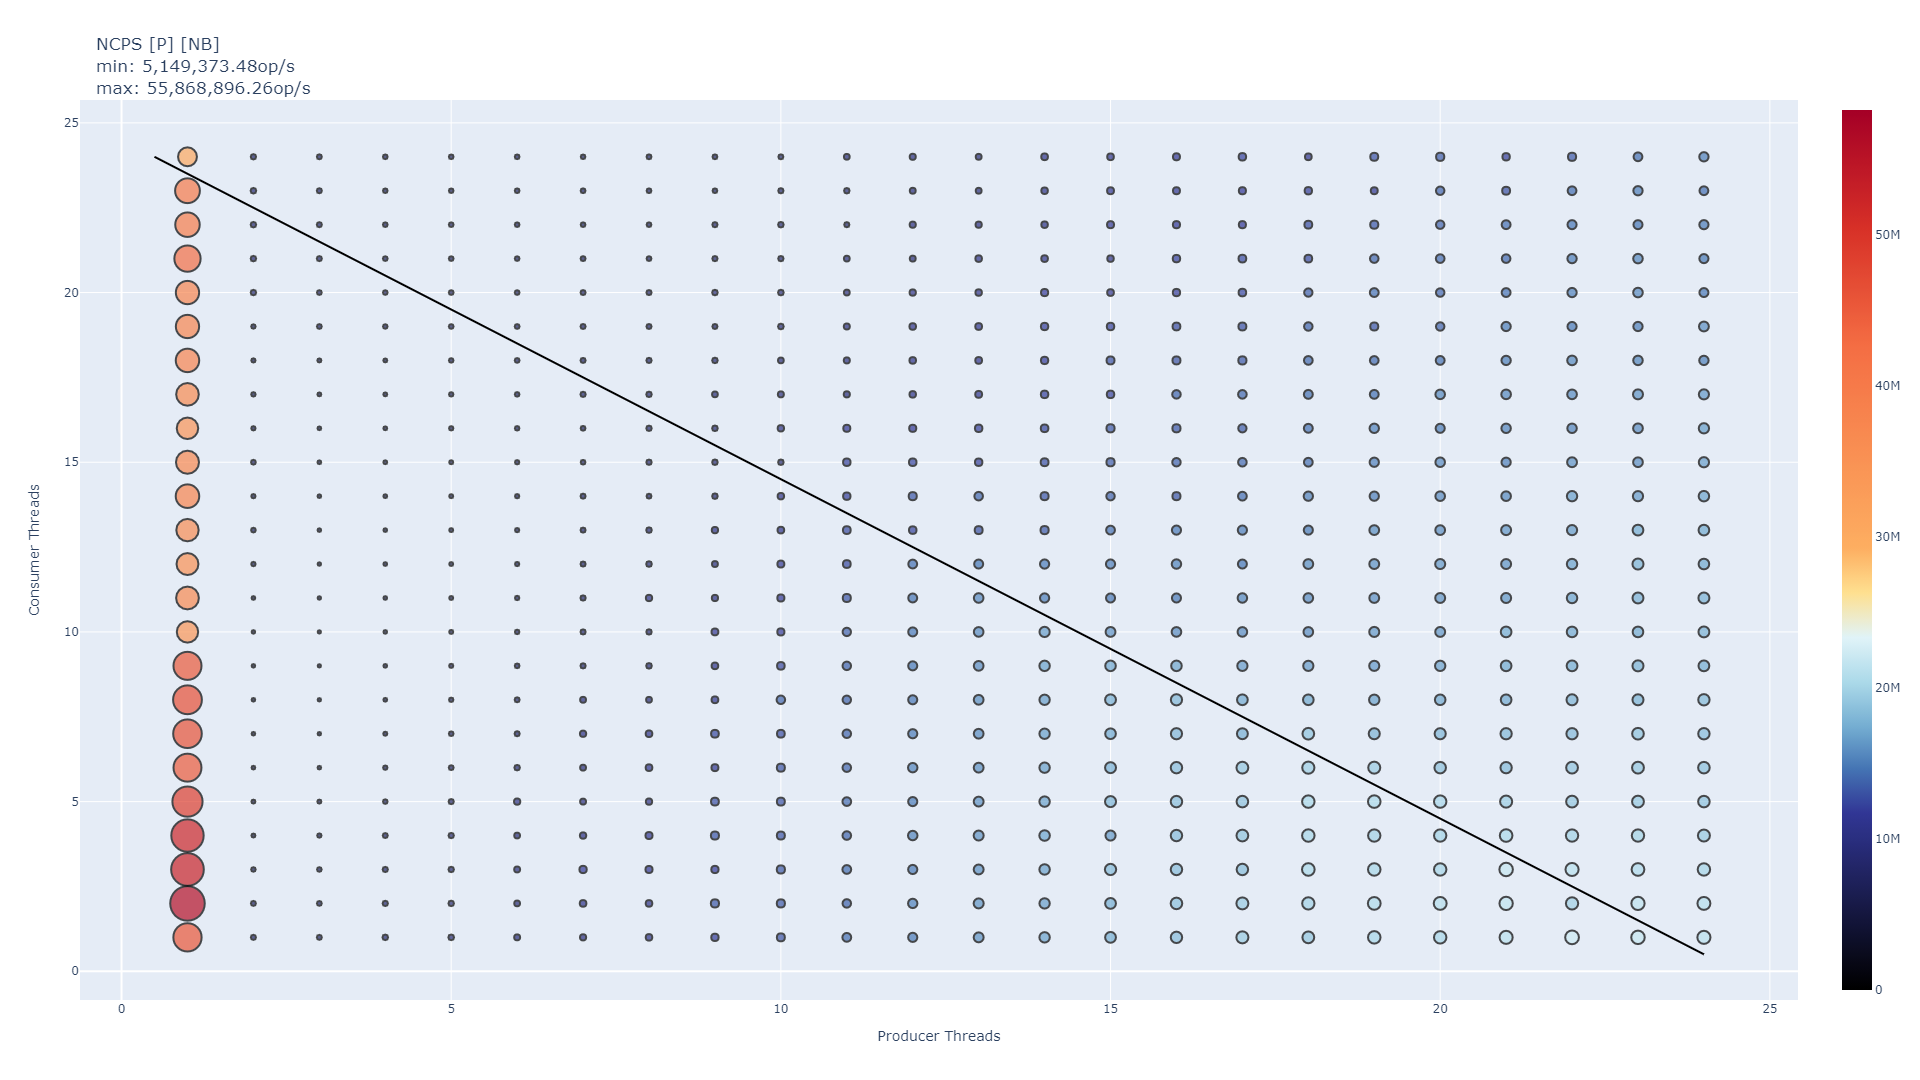 NCPS [P] [NB]
min: 5,149,373.48op/s
max: 55,868,896.26op/s
25
20
15
10
5
0
Consumer Threads
0
5
10
15
20
25
Producer Threads
50M
40M
30M
20M
10M
0